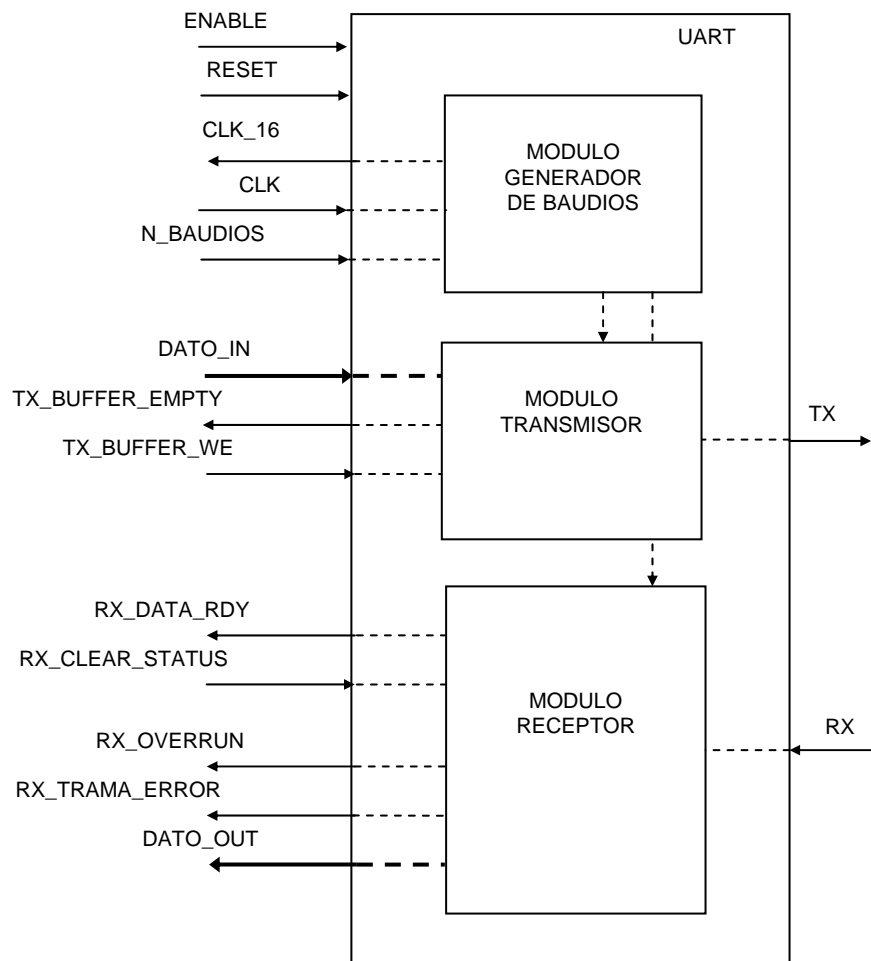 ENABLE
UART
RESET
CLK_16
MODULO
GENERADOR
DE BAUDIOS
CLK
N_BAUDIOS
DATO_IN
TX_BUFFER_EMPTY
MODULO
TRANSMISOR
TX
TX_BUFFER_WE
RX_DATA_RDY
RX_CLEAR_STATUS
MODULO
RECEPTOR
RX
RX_OVERRUN
RX_TRAMA_ERROR
DATO_OUT